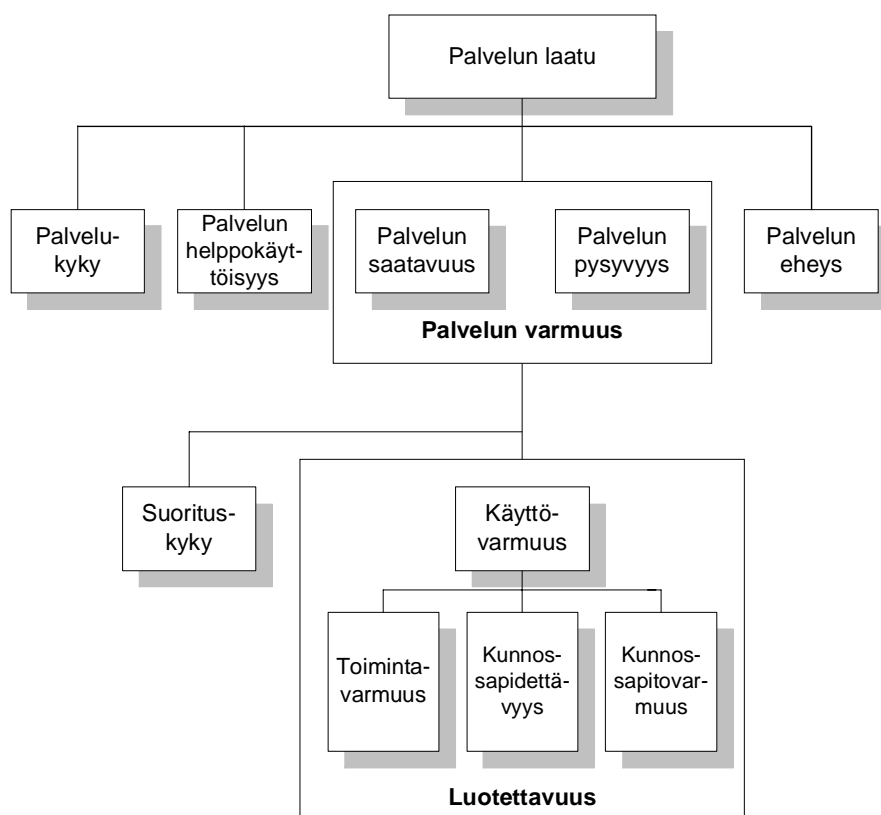 Palvelun laatu
Palvelu-
kyky
Palvelun
helppokäyt-
töisyys
Palvelun
saatavuus
Palvelun
pysyvyys
Palvelun
eheys
Palvelun varmuus
Suoritus-
kyky
Käyttö-
varmuus
Toiminta-
varmuus
Kunnos-
sapidettä-
vyys
Kunnos-
sapitovar-
muus
Luotettavuus